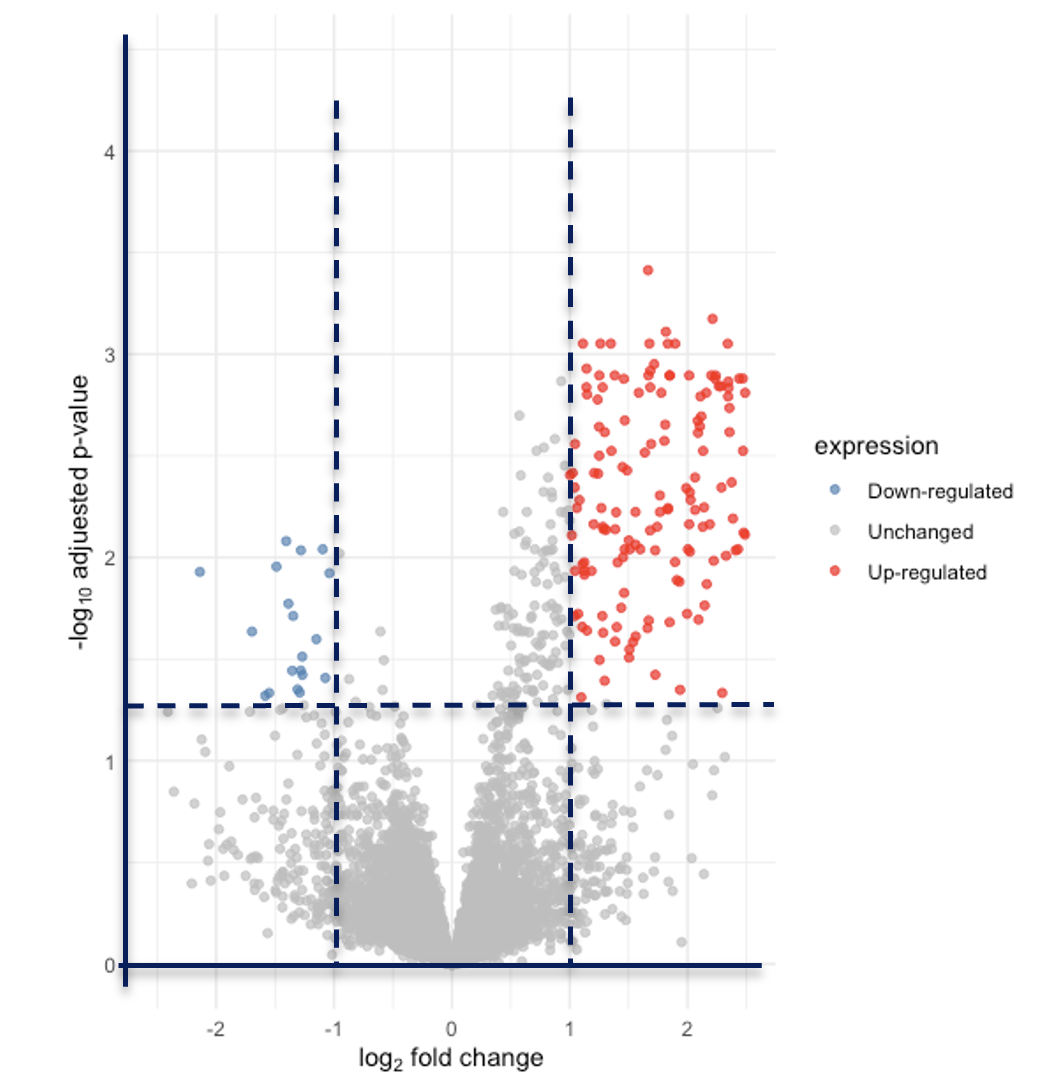 4
3
2
1
0
-2
-1
0
1
2
-log10 adjuested p-value
log2 fold change
expression
Down-regulated
Unchanged
Up-regulated